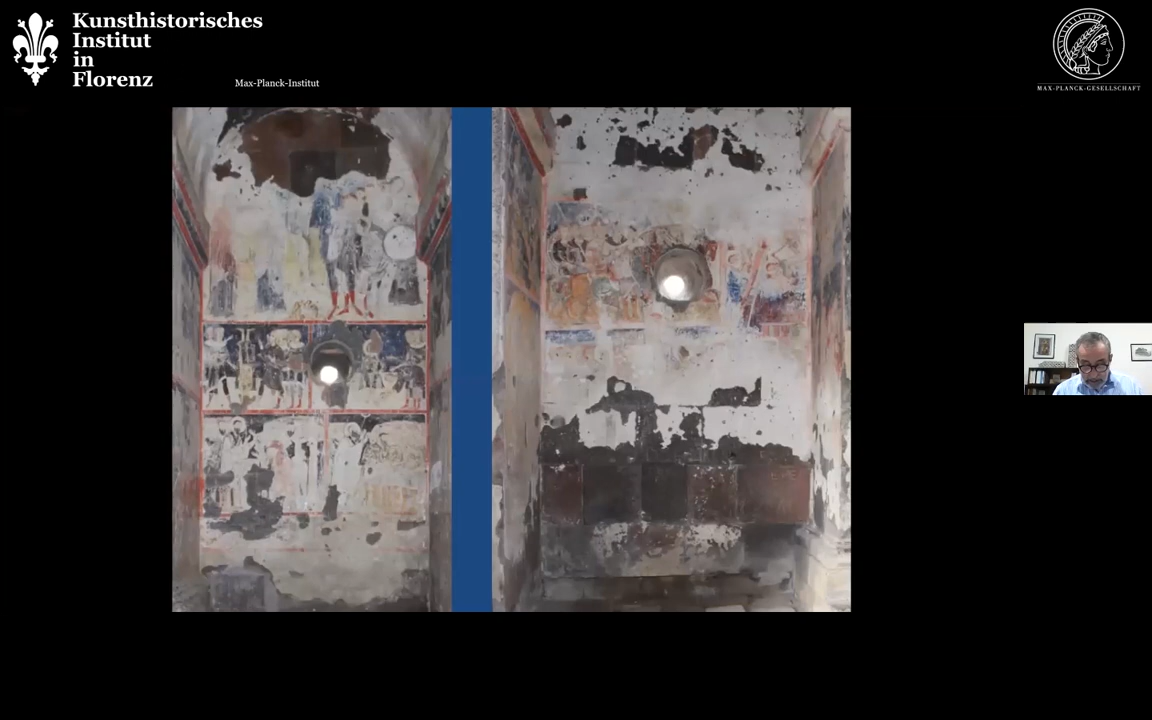 Kunsthistorisches
Institut
in
Florenz
Max-Planck-Institut
MAX-PLANCK-GESELLSCHAFT